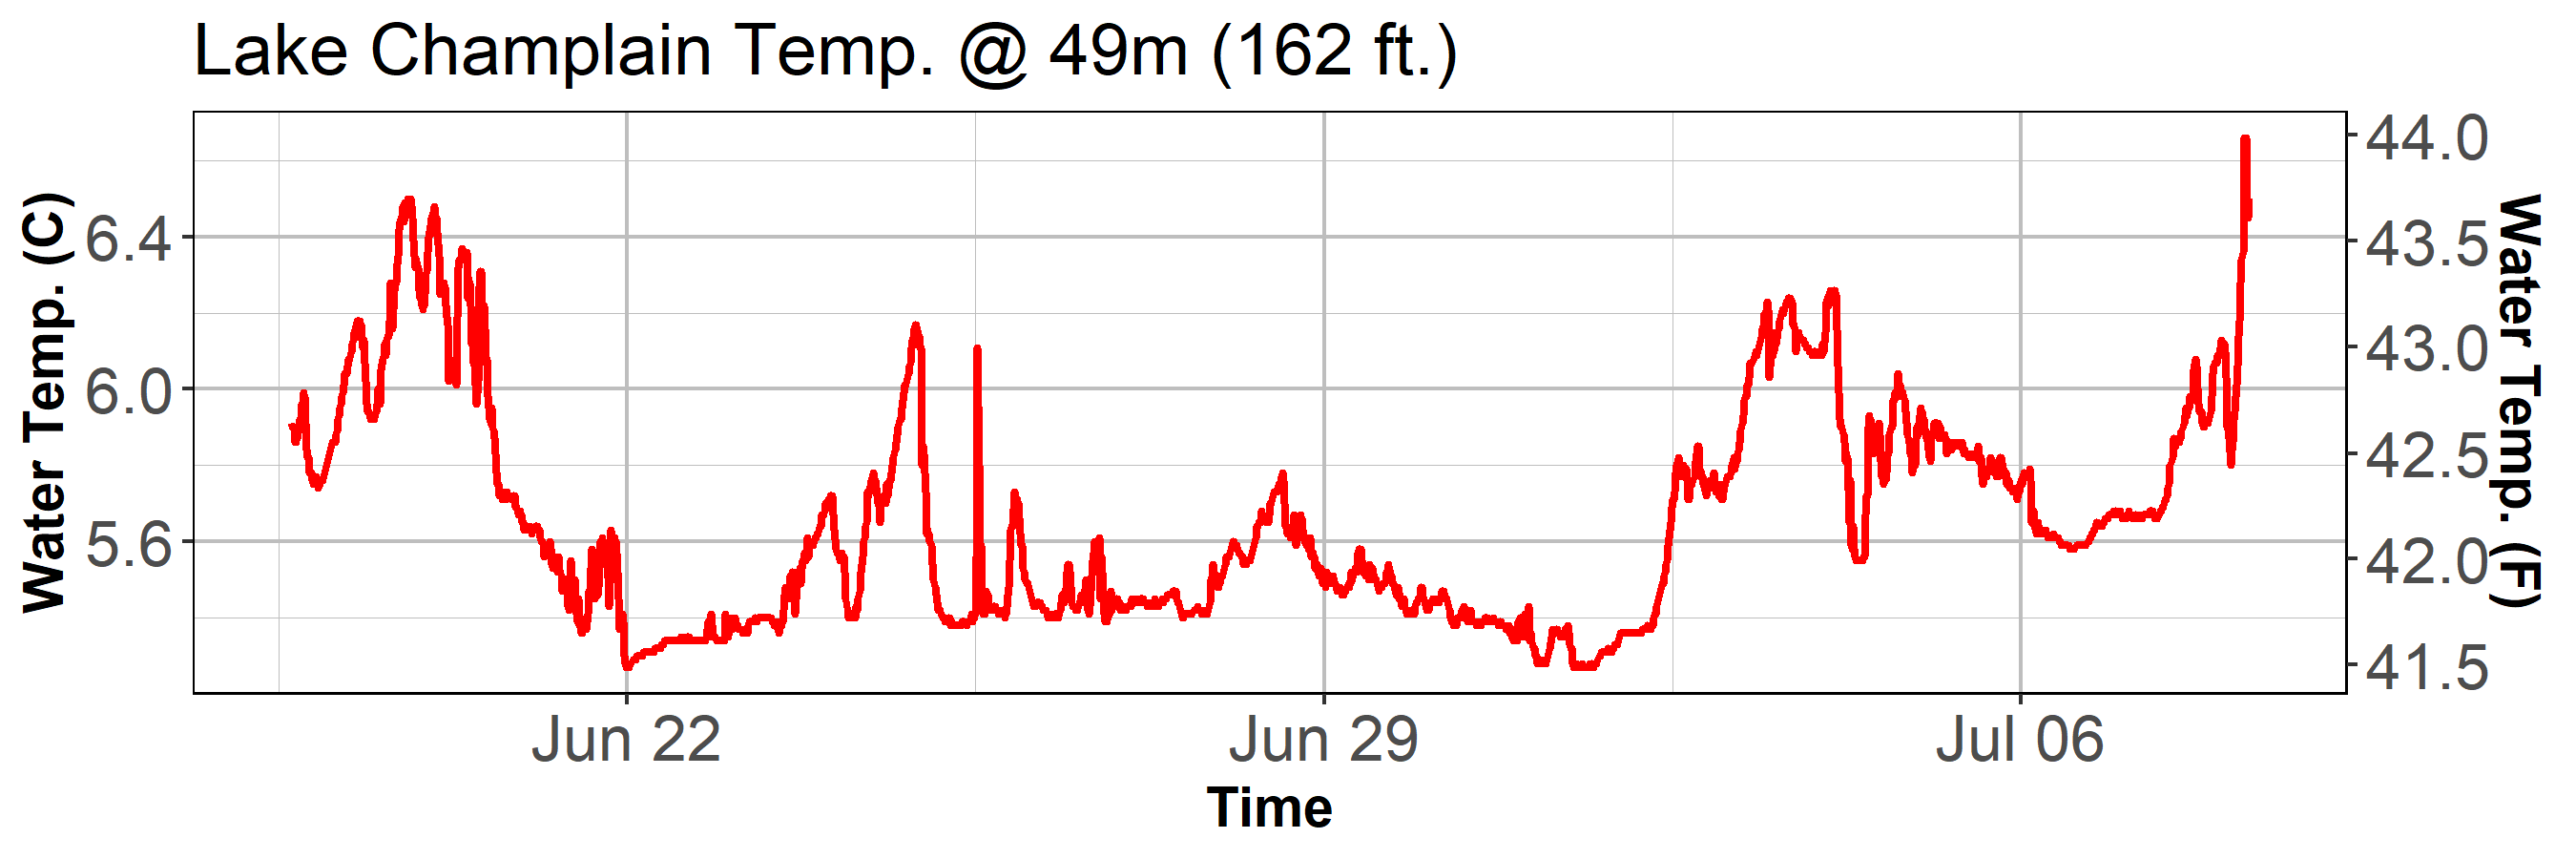 Lake Champlain Temp. @ 49m (162 ft.)
Water Temp. (C)
6.4
6.0
5.6
44.0
43.5
43.0
42.5
42.0
41.5
Water Temp. (F)
Jun 22
Jun 29
Jul 06
Time